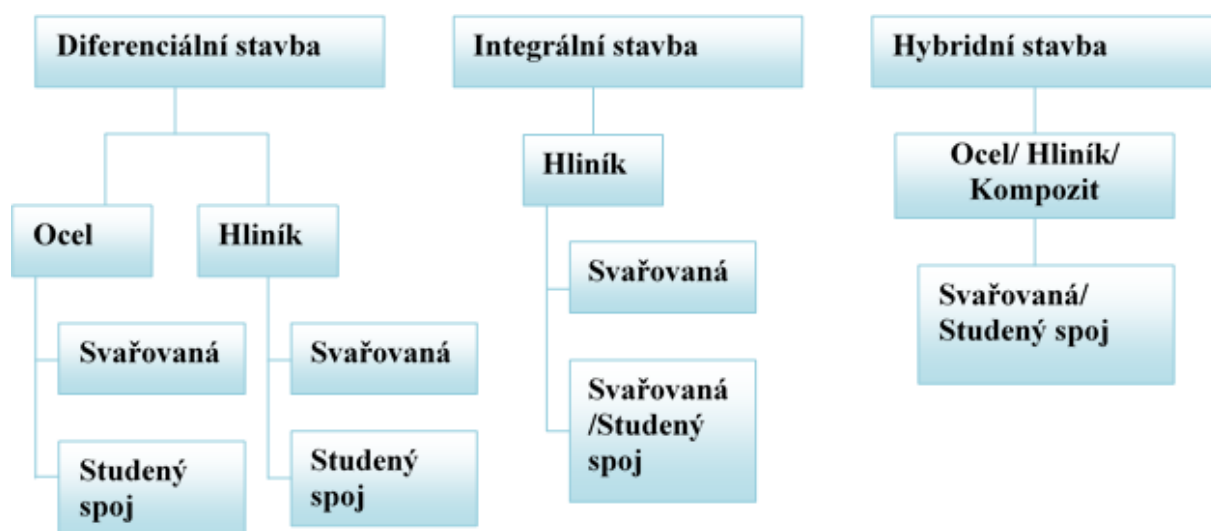 Diferenciální stavba
Ocel
Svařovaná
Studený
spoj
Hliník
Svařovaná
Studený
spoj
Integrální stavba
Hliník
Svařovaná
Svařovaná
/Studený
spoj
Hybridní stavba
Ocel/ Hliník/
Kompozit
Svařovaná/
Studený spoj